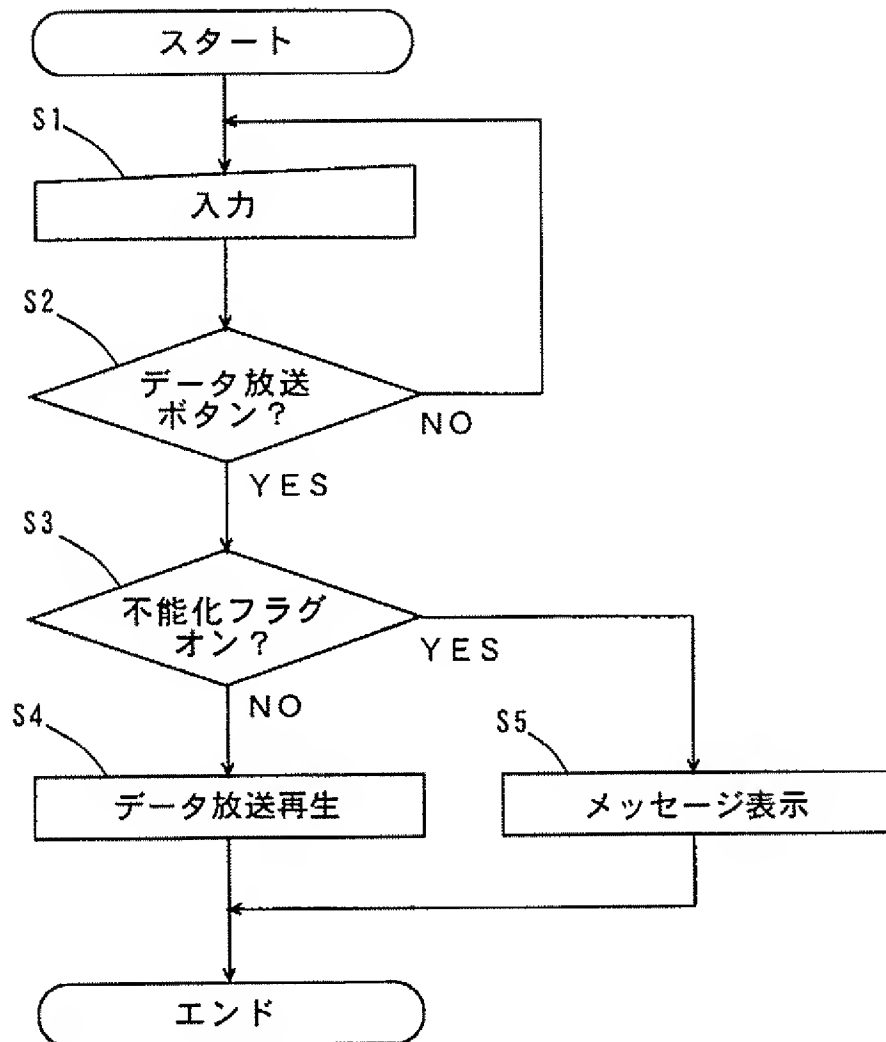 スタート
S1
入力
S2
データ放送
ボタン？
NO
YES
S3
不能化フラグ
オン？
YES
NO
S4
データ放送再生
S5
メッセージ表示
エンド